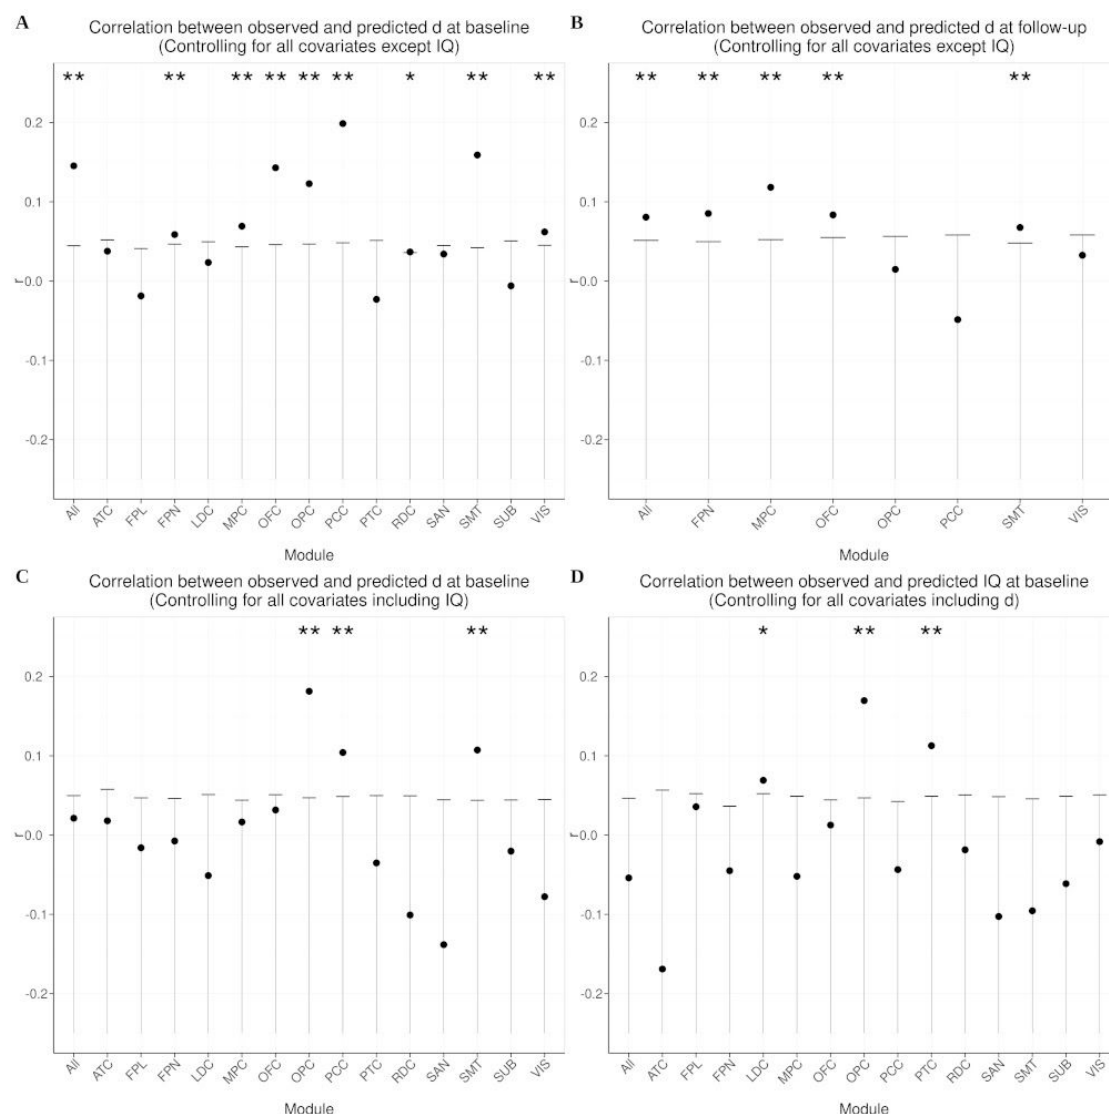 A
Correlation between observed and predicted d at baseline
(Controlling for all covariates except IQ)
** ** ** ** ** ** * ** **
0.2
0.1
0.0
-0.1
-0.2
r
All ATC FPL FPN LDC MPC OFC OPC PCC PTC RDC SAN SMT SUB VIS
Module
B
Correlation between observed and predicted d at follow-up
(Controlling for all covariates except IQ)
** ** ** ** **
0.2
0.1
0.0
-0.1
-0.2
r
All FPN MPC OFC OPC PCC SMT VIS
Module
C
Correlation between observed and predicted d at baseline
(Controlling for all covariates including IQ)
** ** **
0.2
0.1
0.0
-0.1
-0.2
r
All ATC FPL FPN LDC MPC OFC OPC PCC PTC RDC SAN SMT SUB VIS
Module
D
Correlation between observed and predicted IQ at baseline
(Controlling for all covariates including d)
* ** **
0.2
0.1
0.0
-0.1
-0.2
r
All ATC FPL FPN LDC MPC OFC OPC PCC PTC RDC SAN SMT SUB VIS
Module